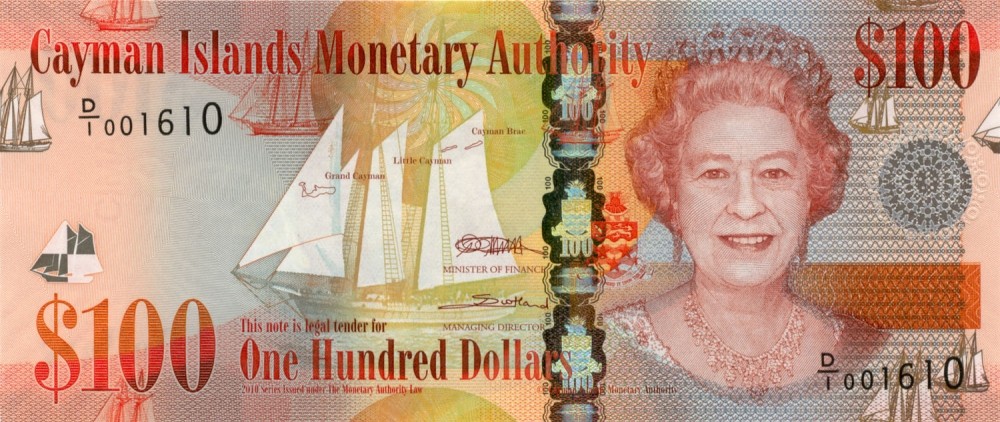 Cayman Islands Monetary Authority $100
D/1 001610
Cayman Brac
Little Cayman
Grand Cayman
100
100
100
MINISTER OF FINANCE
MANAGING DIRECTOR
$100
This note is legal tender for
One Hundred Dollars
2010 Series Issued under The Monetary Authority Law
Monetary Authority
D/1 001610